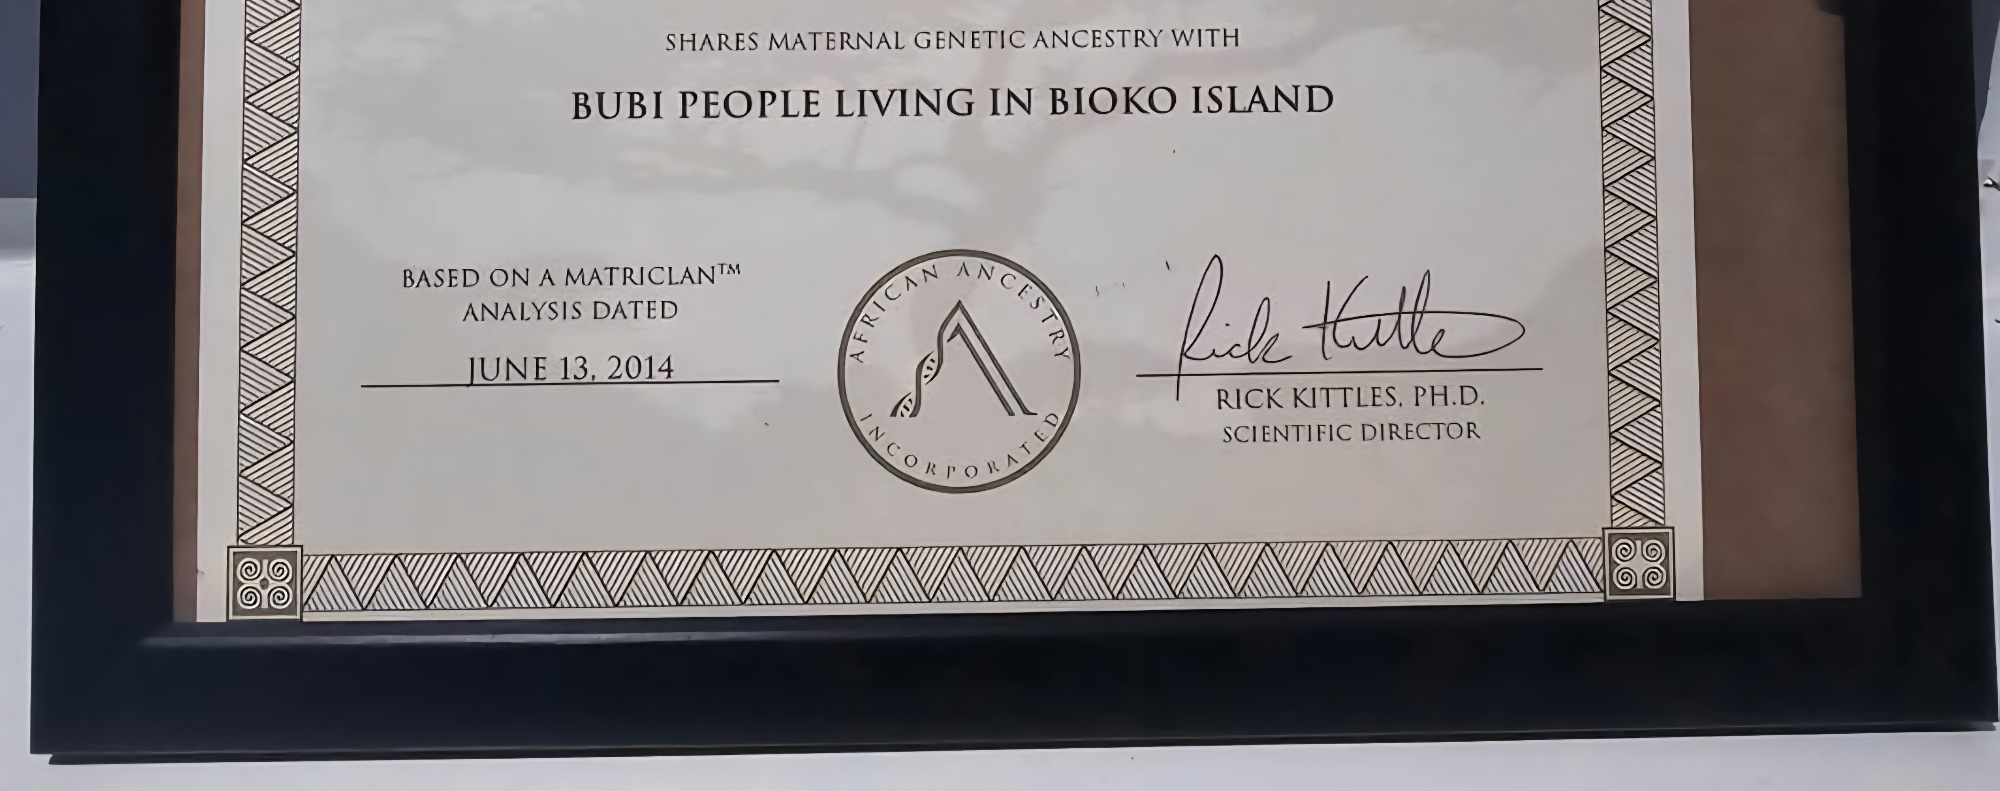 SHARES MATERNAL GENETIC ANCESTRY WITH
BUBI PEOPLE LIVING IN BIOKO ISLAND
BASED ON A MATRICLAN™
ANALYSIS DATED
JUNE 13, 2014
AFRICAN ANCESTRY
INCORPORATED
Rick Kittles
RICK KITTLES, PH.D.
SCIENTIFIC DIRECTOR